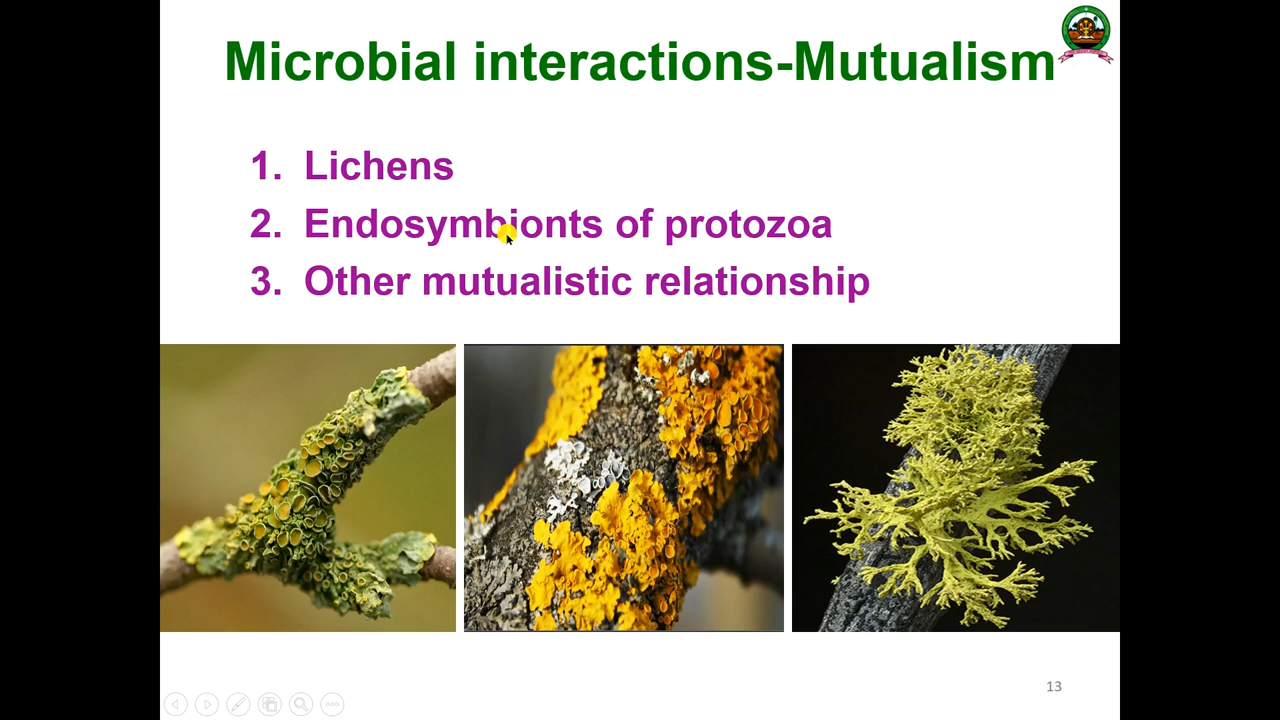 Microbial interactions-Mutualism
1. Lichens
2. Endosymbionts of protozoa
3. Other mutualistic relationship
13